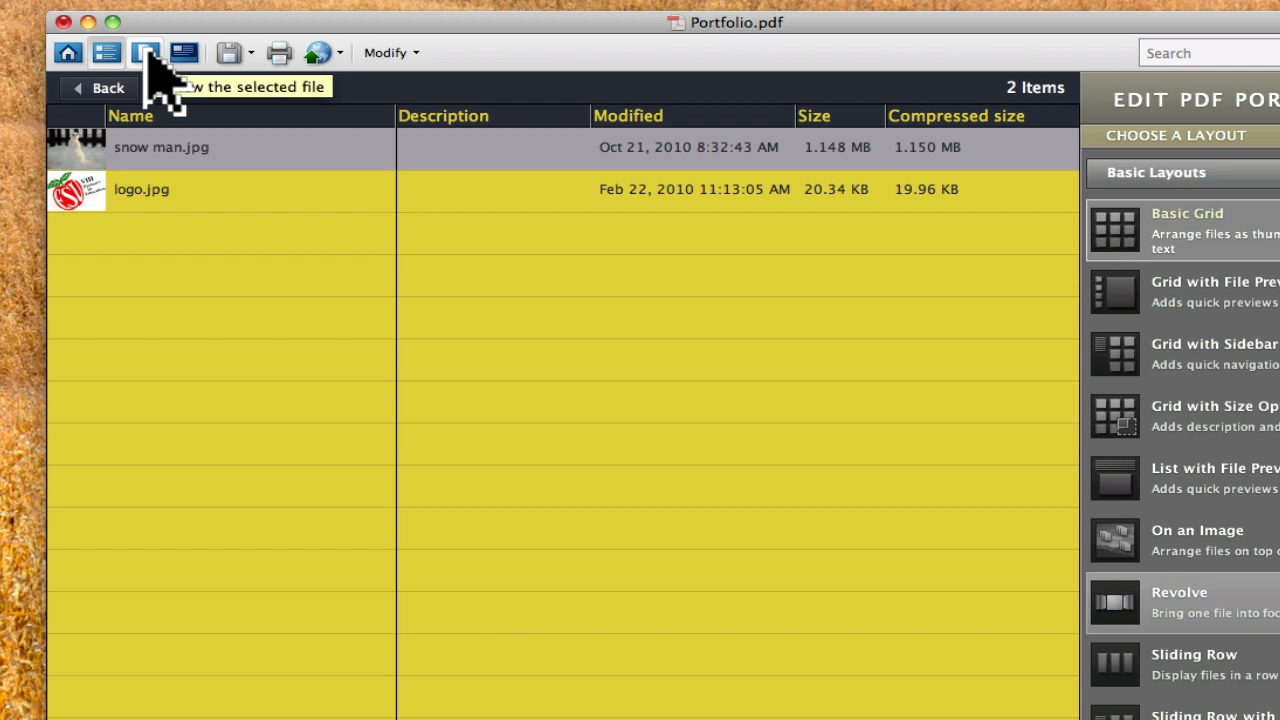 Portfolio.pdf
Modify
Search
the selected file
Back
2 Items
EDIT PDF POR
Name Description Modified Size Compressed size
CHOOSE A LAYOUT
snow man.jpg Oct 21, 2010 8:32:43 AM 1.148 MB 1.150 MB
Basic Layouts
logo.jpg Feb 22, 2010 11:13:05 AM 20.34 KB 19.96 KB
Basic Grid
Arrange files as thum
text
Grid with File Prev
Adds quick previews
Grid with Sidebar
Adds quick navigatio
Grid with Size Op
Adds description and
List with File Prev
Adds quick previews
On an Image
Arrange files on top o
Revolve
Bring one file into foc
Sliding Row
Display files in a row
Sliding Row with